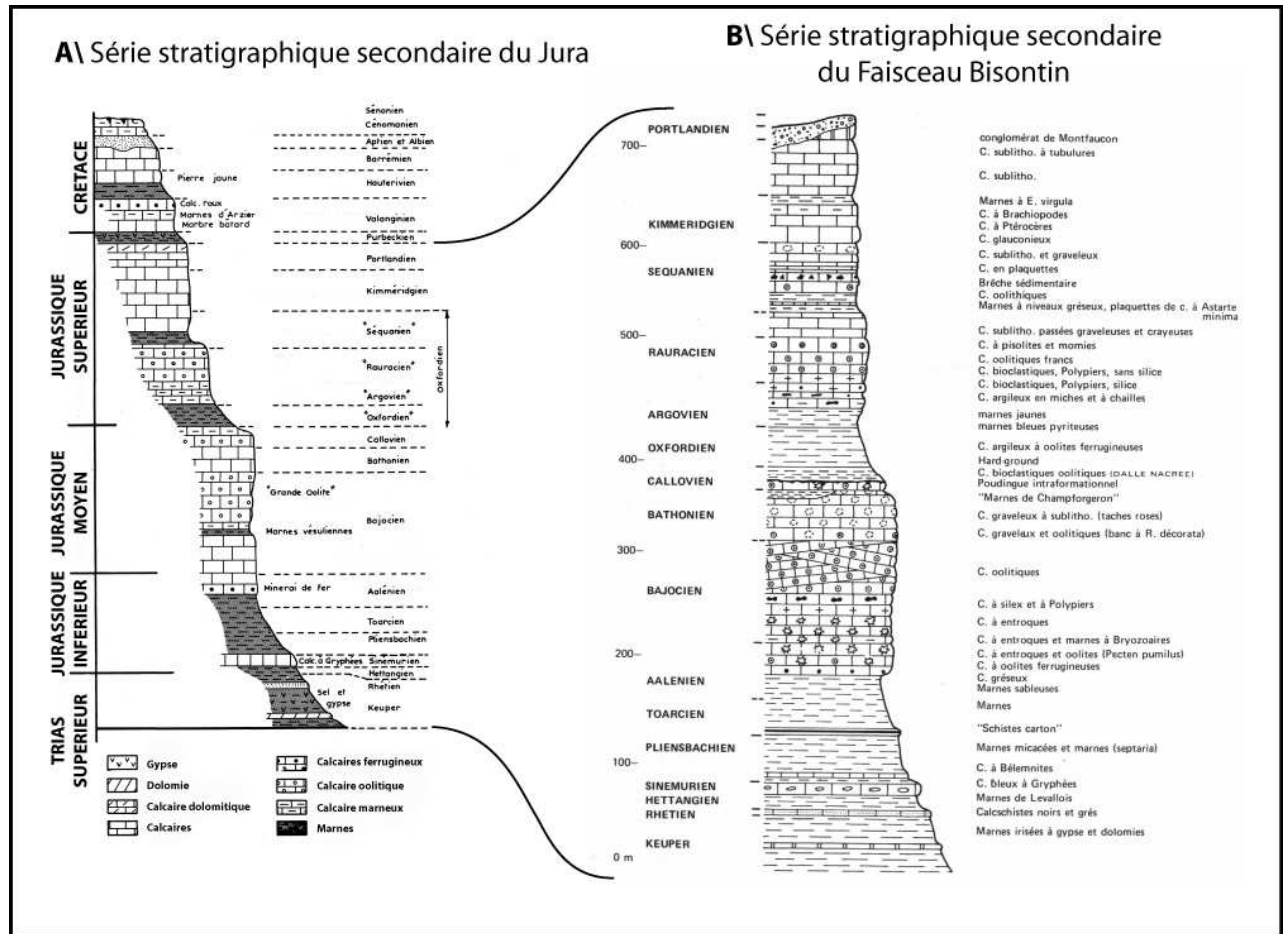 A\ Série stratigraphique secondaire du Jura
CRETACE
JURASSIQUE SUPERIEUR
JURASSIQUE MOYEN
JURASSIQUE INFERIEUR
TRIAS SUPERIEUR
Sénonien
Cénomanien
Aptien et Albien
Barrémien
Pierre jaune
Hauterivien
Calc. roux
Marnes d'Arzier
Marbre batard
Valanginien
Purbeckien
Portlandien
Kimméridgien
"Séquanien"
"Rauracien"
"Argovien"
"Oxfordien"
Oxfordien
Callovien
Bathonien
"Grande Oolite"
Bajocien
Marnes vésuliennes
Minerai de fer
Aalénien
Toarcien
Pliensbachien
Calc. à Gryphées
Sinémurien
Hettangien
Rhétien
Sel et gypse
Keuper
Gypse
Dolomie
Calcaire dolomitique
Calcaires
Calcaires ferrugineux
Calcaire oolitique
Calcaire marneux
Marnes
B\ Série stratigraphique secondaire
du Faisceau Bisontin
PORTLANDIEN
700
KIMMERIDGIEN
600
SEQUANIEN
500
RAURACIEN
ARGOVIEN
OXFORDIEN
400
CALLOVIEN
BATHONIEN
300
BAJOCIEN
200
AALENIEN
TOARCIEN
PLIENSBACHIEN
100
SINEMURIEN
HETTANGIEN
RHETIEN
KEUPER
0 m
conglomérat de Montfaucon
C. sublitho. à tubulures
C. sublitho.
Marnes à E. virgula
C. à Brachiopodes
C. à Ptérocères
C. glauconieux
C. sublitho. et graveleux
C. en plaquettes
Brêche sédimentaire
C. oolithiques
Marnes à niveaux gréseux, plaquettes de c. à Astarte
minima
C. sublitho. passées graveleuses et crayeuses
C. à pisolites et momies
C. oolitiques francs
C. bioclastiques, Polypiers, sans silice
C. bioclastiques, Polypiers, silice
C. argileux en miches et à chailles
marnes jaunes
marnes bleues pyriteuses
C. argileux à oolites ferrugineuses
Hard-ground
C. bioclastiques oolitiques (DALLE NACREE)
Poudingue intraformationnel
"Marnes de Champforgeron"
C. graveleux à sublitho. (taches roses)
C. graveleux et oolitiques (banc à R. décorata)
C. oolitiques
C. à silex et à Polypiers
C. à entroques
C. à entroques et marnes à Bryozoaires
C. à entroques et oolites (Pecten pumilus)
C. à oolites ferrugineuses
C. gréseux
Marnes sableuses
Marnes
"Schistes carton"
Marnes micacées et marnes (septaria)
C. à Bélemnites
C. bleux à Gryphées
Marnes de Levallois
Calcschistes noirs et grés
Marnes irisées à gypse et dolomies